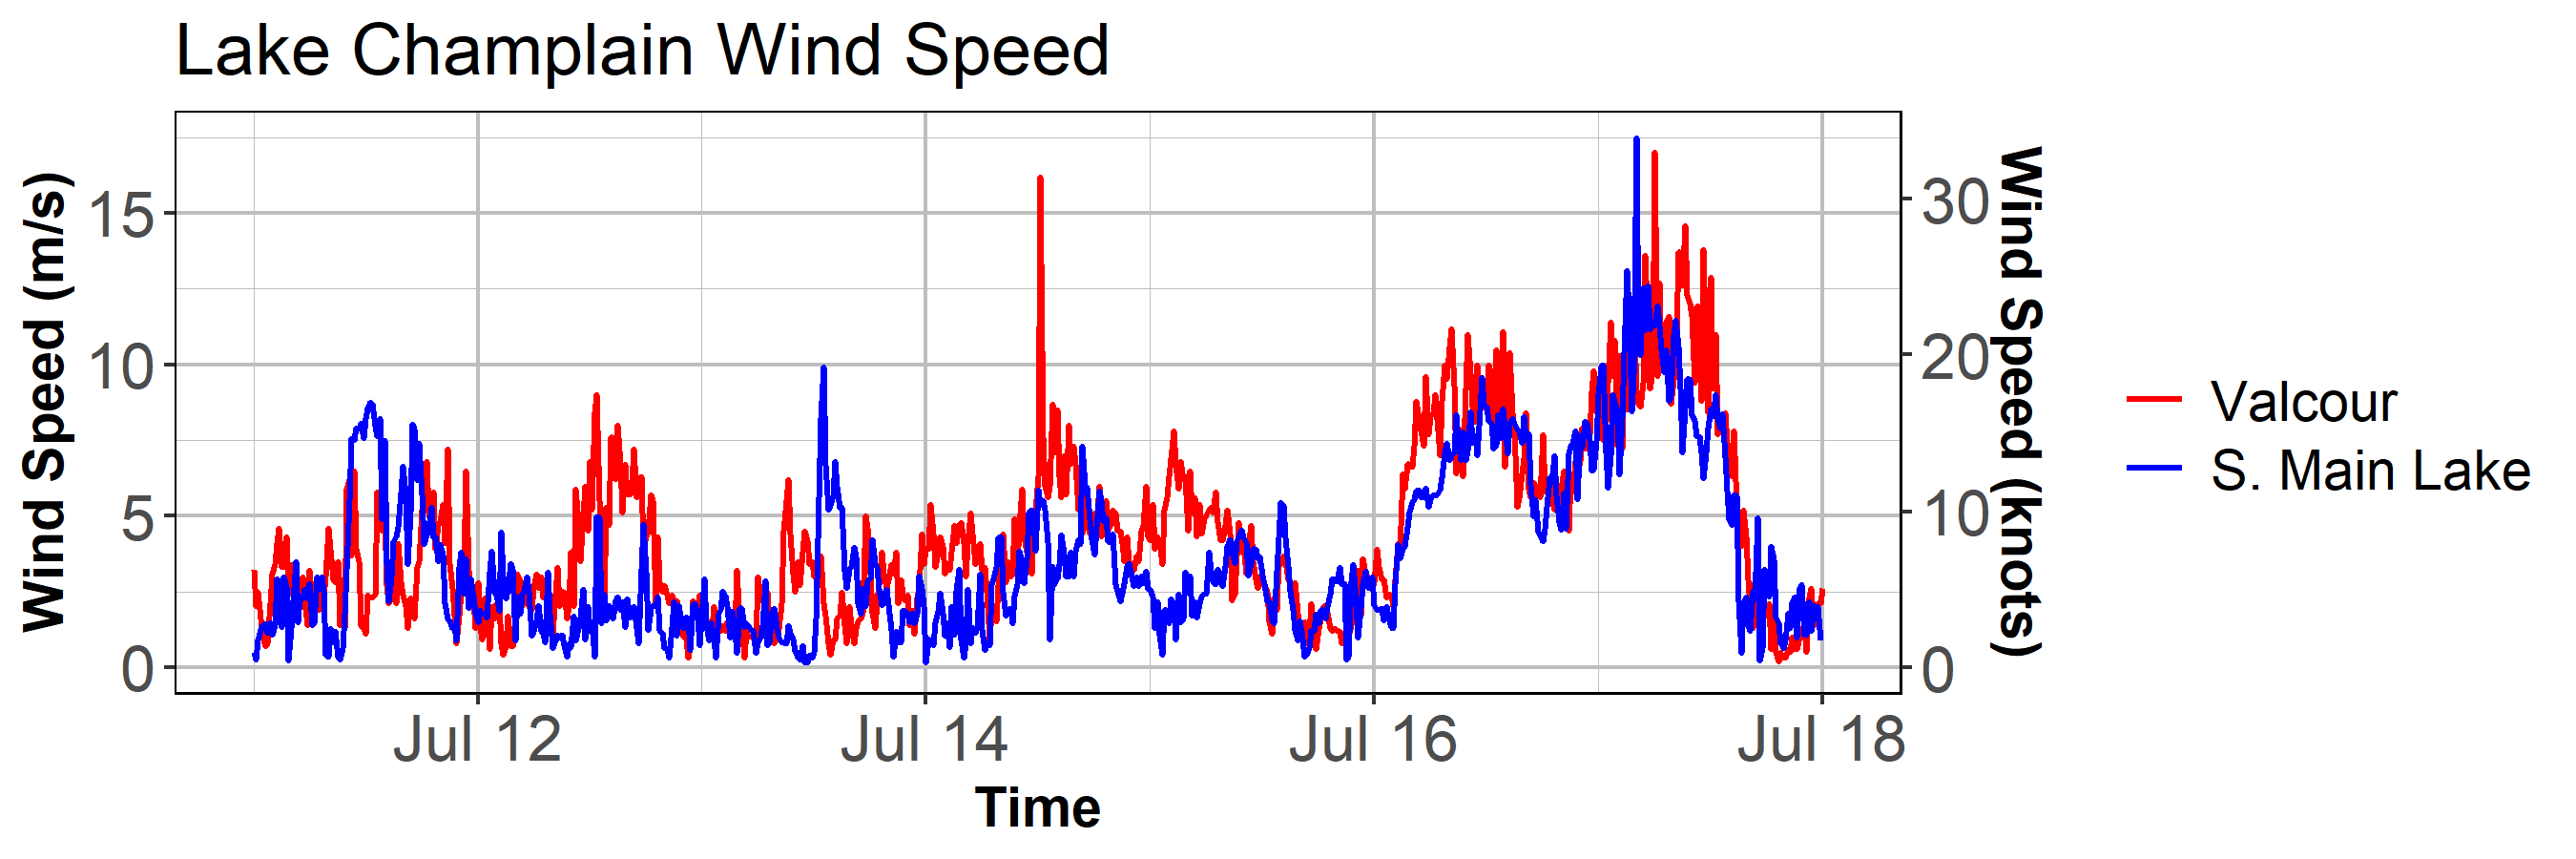 Lake Champlain Wind Speed
Wind Speed (m/s)
15
10
5
0
30
20
10
0
Wind Speed (knots)
Jul 12
Jul 14
Jul 16
Jul 18
Time
Valcour
S. Main Lake